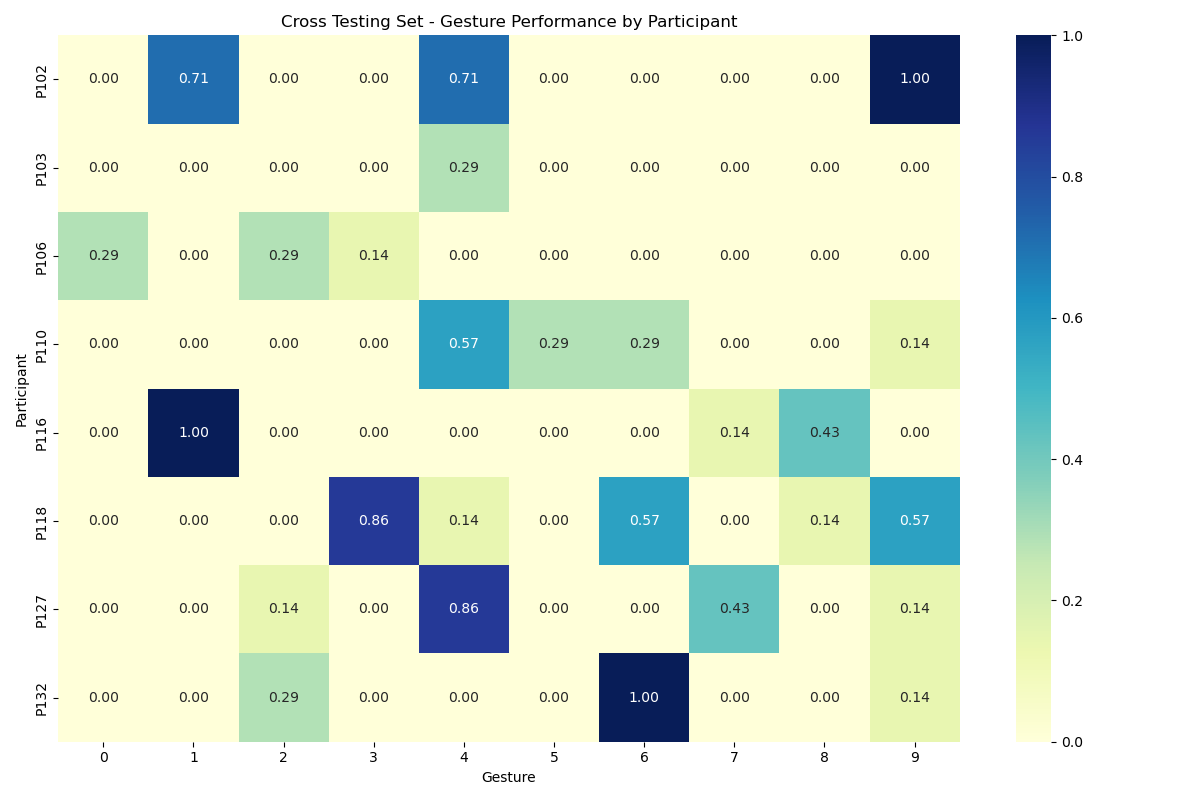 Cross Testing Set - Gesture Performance by Participant
P102 0.00 0.71 0.00 0.00 0.71 0.00 0.00 0.00 0.00 1.00
P103 0.00 0.00 0.00 0.00 0.29 0.00 0.00 0.00 0.00 0.00
P106 0.29 0.00 0.29 0.14 0.00 0.00 0.00 0.00 0.00 0.00
P110 0.00 0.00 0.00 0.00 0.57 0.29 0.29 0.00 0.00 0.14
P116 0.00 1.00 0.00 0.00 0.00 0.00 0.00 0.14 0.43 0.00
P118 0.00 0.00 0.00 0.86 0.14 0.00 0.57 0.00 0.14 0.57
P127 0.00 0.00 0.14 0.00 0.86 0.00 0.00 0.43 0.00 0.14
P132 0.00 0.00 0.29 0.00 0.00 0.00 1.00 0.00 0.00 0.14
0 1 2 3 4 5 6 7 8 9
Gesture
Participant
1.0
0.8
0.6
0.4
0.2
0.0